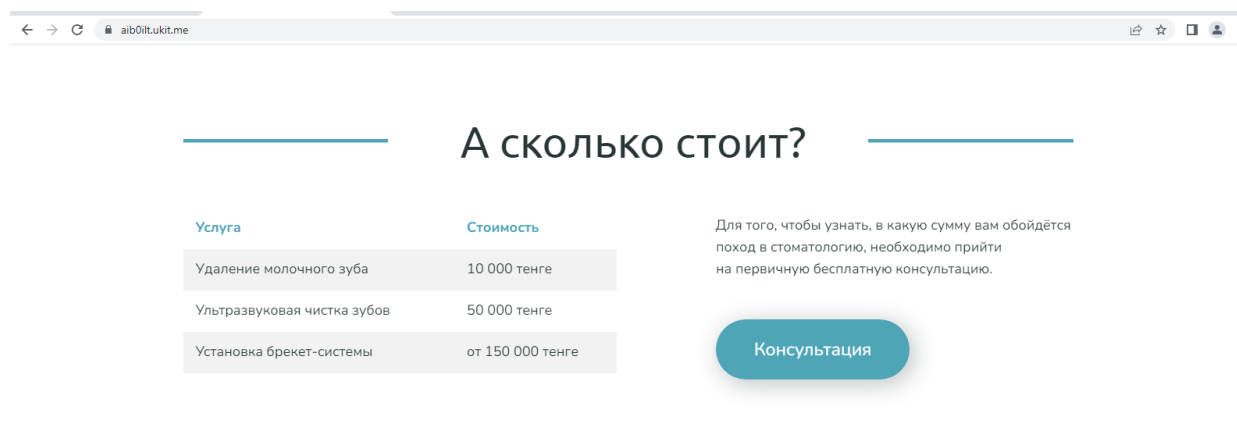 aib0ilt.ukit.me
А сколько стоит?
Услуга Стоимость
Удаление молочного зуба 10 000 тенге
Ультразвуковая чистка зубов 50 000 тенге
Установка брекет-системы от 150 000 тенге
Для того, чтобы узнать, в какую сумму вам обойдётся
поход в стоматологию, необходимо прийти
на первичную бесплатную консультацию.
Консультация